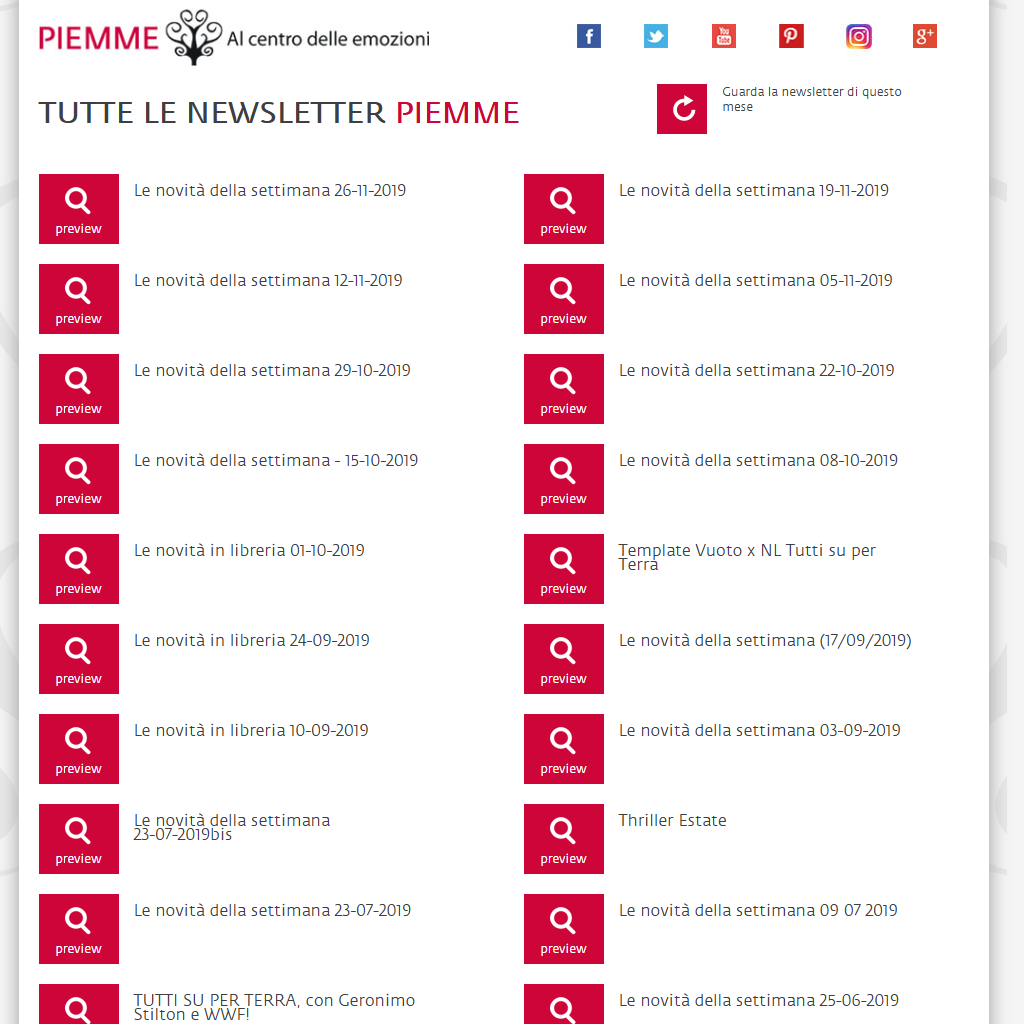 PIEMME Al centro delle emozioni
f You Tube g+
TUTTE LE NEWSLETTER PIEMME
Guarda la newsletter di questo
mese
preview Le novità della settimana 26-11-2019
preview Le novità della settimana 19-11-2019
preview Le novità della settimana 12-11-2019
preview Le novità della settimana 05-11-2019
preview Le novità della settimana 29-10-2019
preview Le novità della settimana 22-10-2019
preview Le novità della settimana - 15-10-2019
preview Le novità della settimana 08-10-2019
preview Le novità in libreria 01-10-2019
preview Template Vuoto x NL Tutti su per
Terra
preview Le novità in libreria 24-09-2019
preview Le novità della settimana (17/09/2019)
preview Le novità in libreria 10-09-2019
preview Le novità della settimana 03-09-2019
preview Le novità della settimana
23-07-2019bis
preview Thriller Estate
preview Le novità della settimana 23-07-2019
preview Le novità della settimana 09 07 2019
TUTTI SU PER TERRA, con Geronimo
Stilton e WWF!
Le novità della settimana 25-06-2019